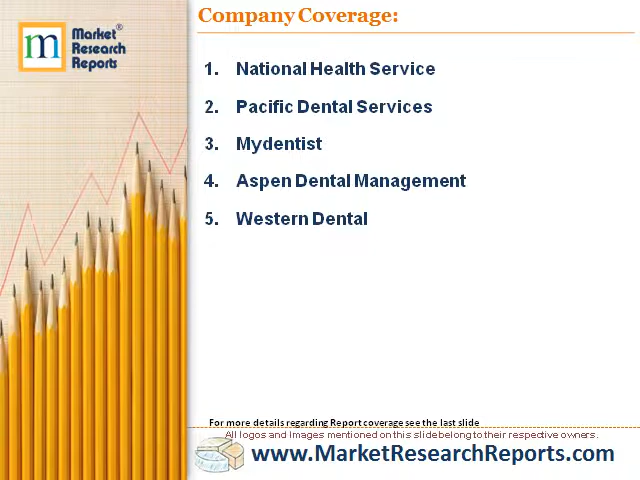 Company Coverage:
m
Market®
Research
Reports
1. National Health Service
2. Pacific Dental Services
3. Mydentist
4. Aspen Dental Management
5. Western Dental
For more details regarding Report coverage see the last slide
All logos and Images mentioned on this slide belong to their respective owners.
www.MarketResearchReports.com